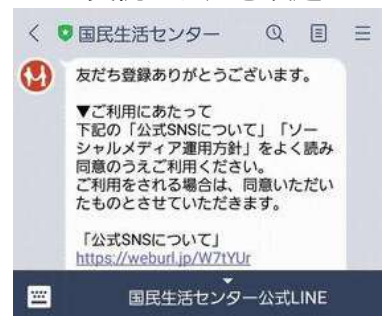 国民生活センター
友だち登録ありがとうございます。
▼ご利用にあたって
下記の「公式SNSについて」「ソー
シャルメディア運用方針」をよく読み
同意のうえご利用ください。
ご利用をされる場合は、同意いただい
たものとさせていただきます。
「公式SNSについて」
https://weburl.jp/W7tYUr
国民生活センター公式LINE